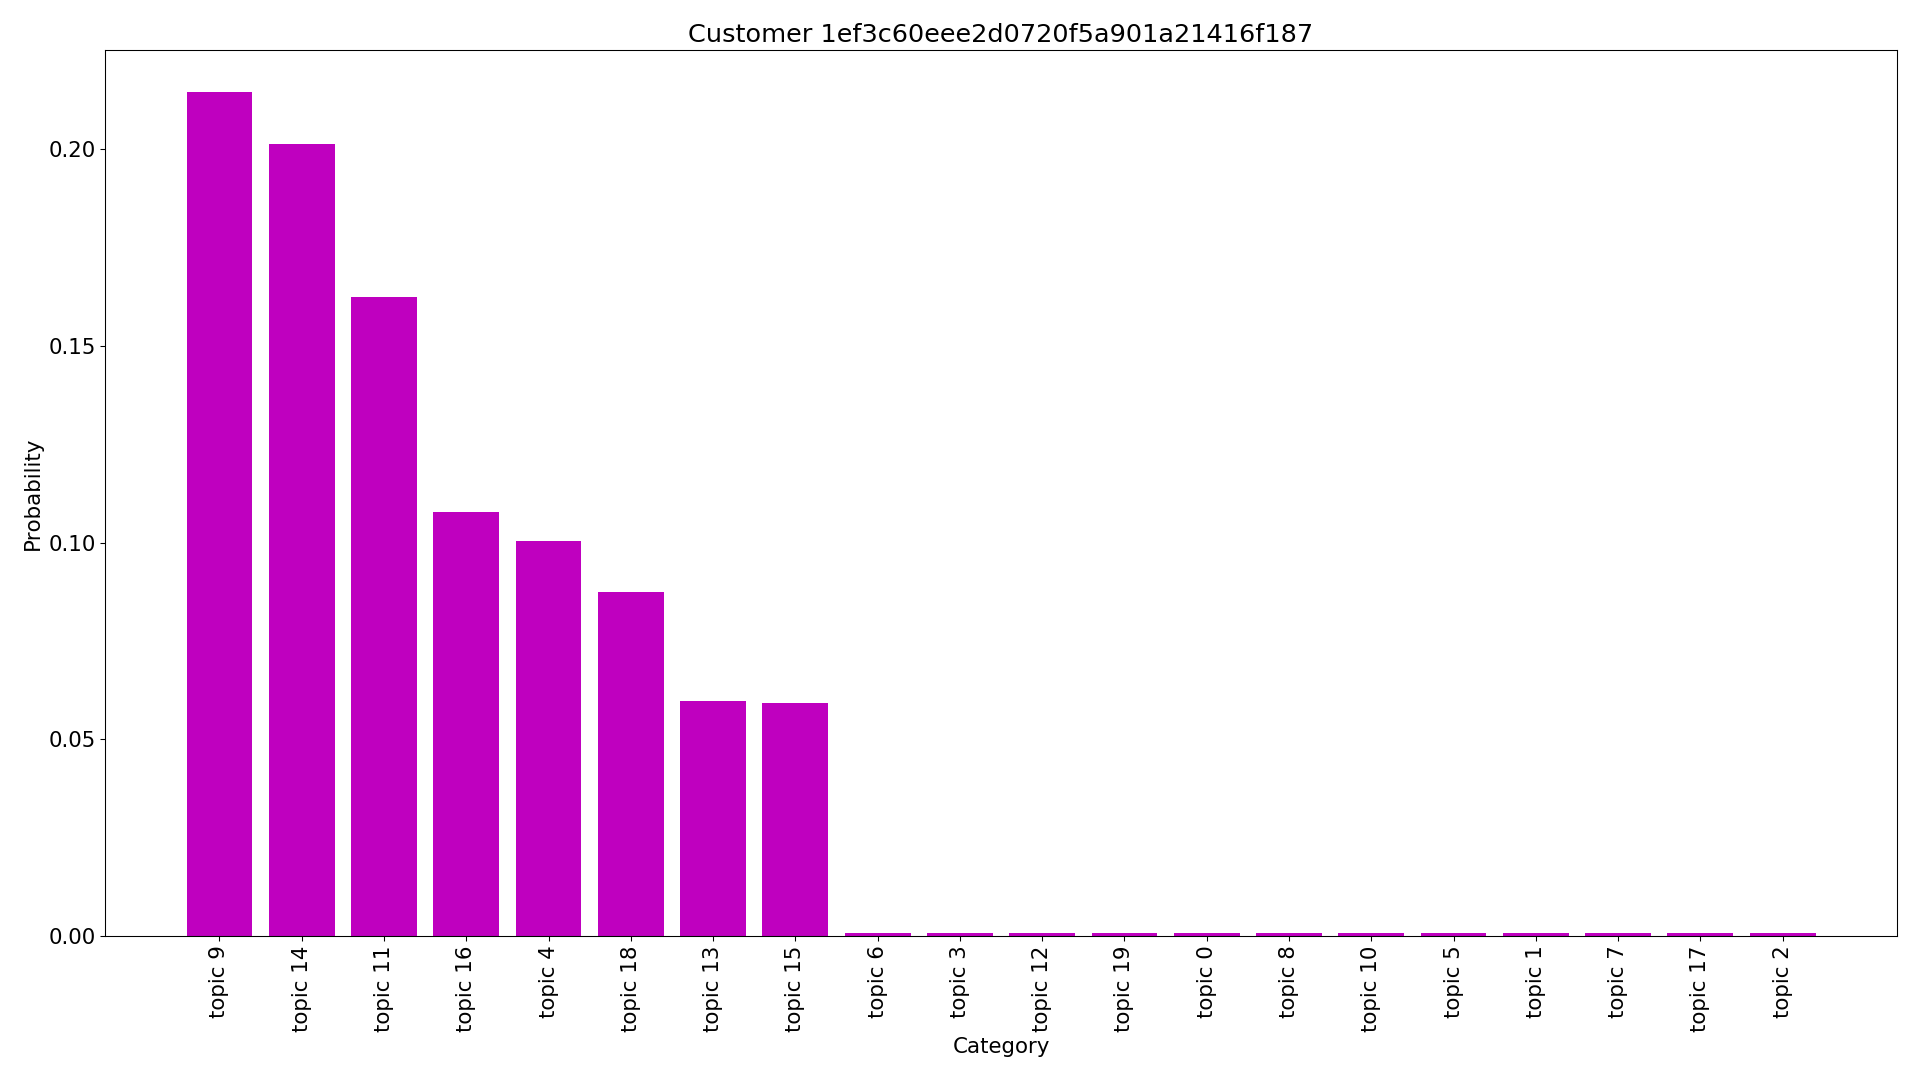 Customer 1ef3c60eee2d0720f5a901a21416f187
Probability
0.20
0.15
0.10
0.05
0.00
topic 9
topic 14
topic 11
topic 16
topic 4
topic 18
topic 13
topic 15
topic 6
topic 3
topic 12
topic 19
topic 0
topic 8
topic 10
topic 5
topic 1
topic 7
topic 17
topic 2
Category